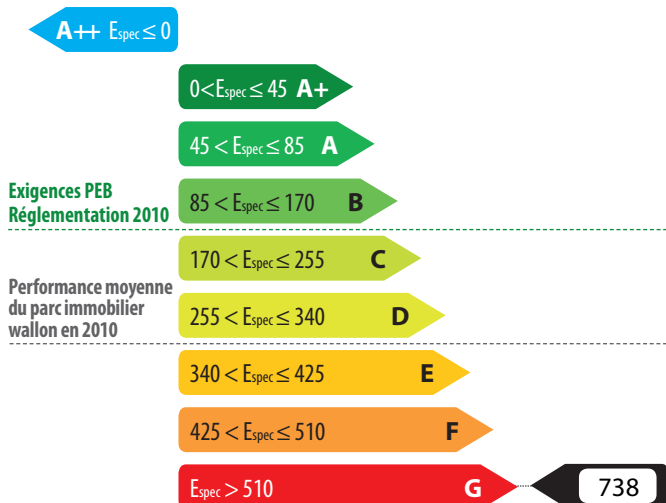 A++ Espec ≤ 0
0 < Espec ≤ 45 A+
45 < Espec ≤ 85 A
Exigences PEB
Réglementation 2010
85 < Espec ≤ 170 B
170 < Espec ≤ 255 C
Performance moyenne
du parc immobilier
wallon en 2010
255 < Espec ≤ 340 D
340 < Espec ≤ 425 E
425 < Espec ≤ 510 F
Espec > 510 G 738